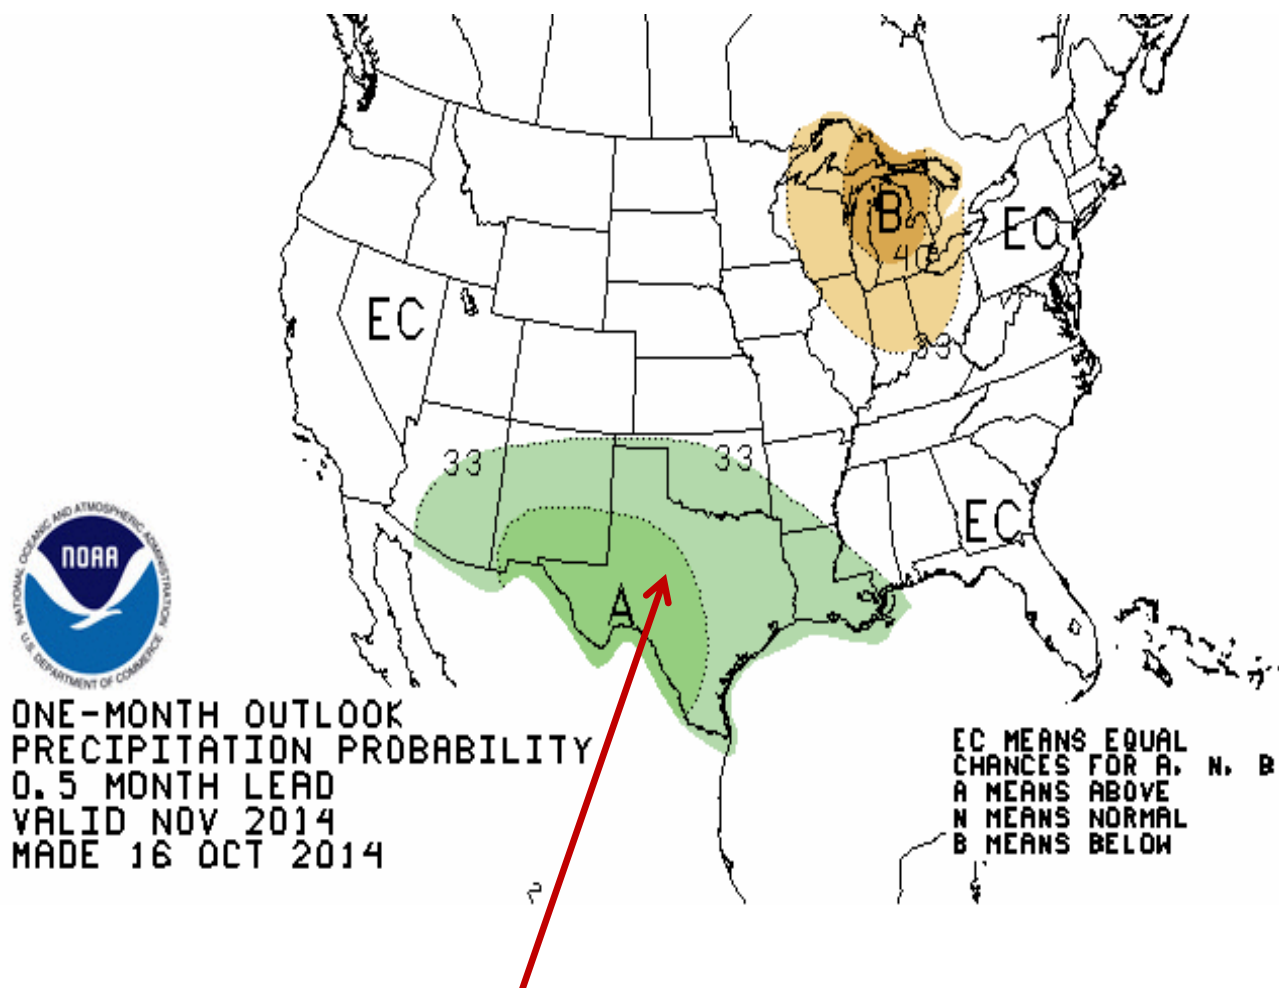 B
EC
40
EC
33
33
33
EC
A
NATIONAL OCEANIC AND ATMOSPHERIC ADMINISTRATION
NOAA
U.S. DEPARTMENT OF COMMERCE
ONE-MONTH OUTLOOK
PRECIPITATION PROBABILITY
0.5 MONTH LEAD
VALID NOV 2014
MADE 16 OCT 2014
EC MEANS EQUAL
CHANCES FOR A, N, B
A MEANS ABOVE
N MEANS NORMAL
B MEANS BELOW